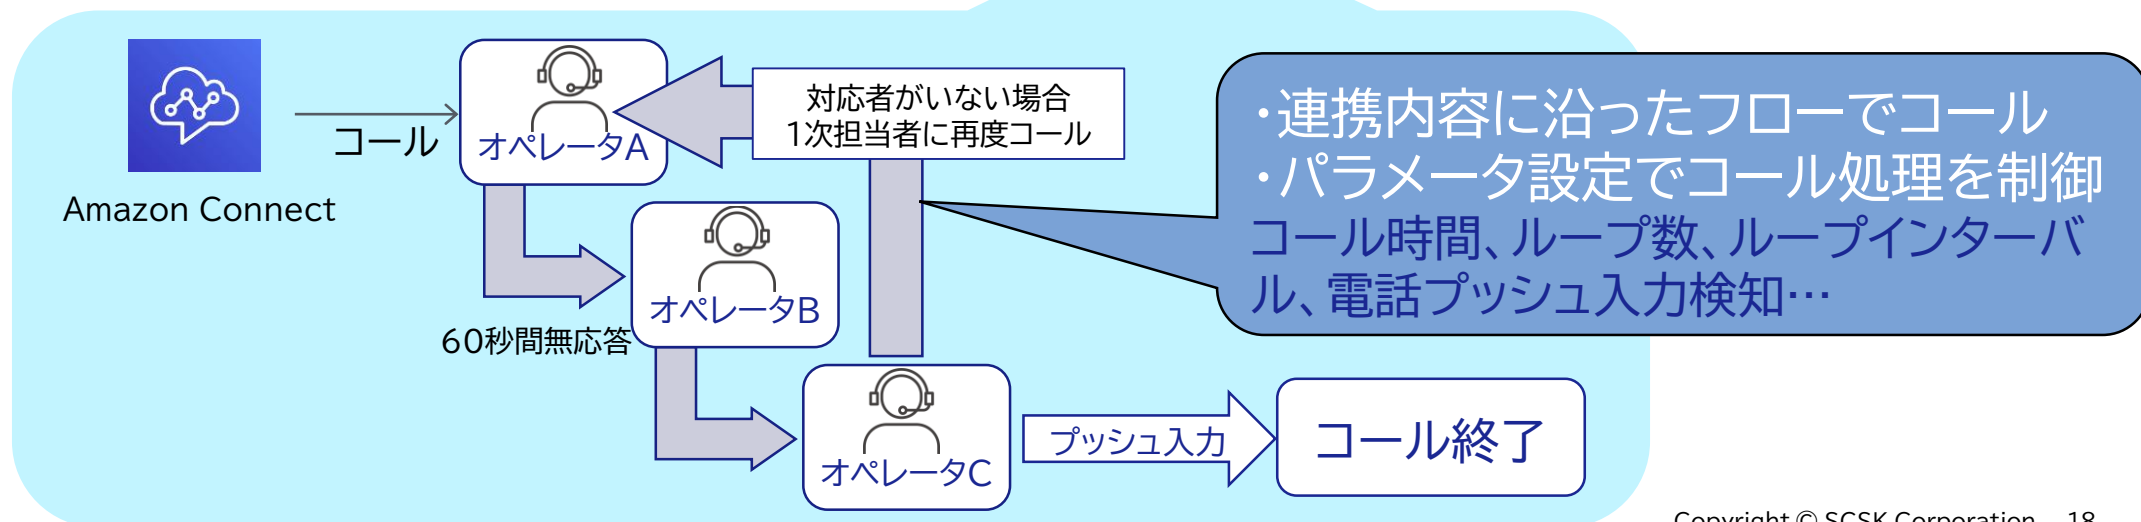 Amazon Connect
コール
オペレータA
対応者がいない場合
1次担当者に再度コール
・連携内容に沿ったフローでコール
・パラメータ設定でコール処理を制御
コール時間、ループ数、ループインターバ
ル、電話プッシュ入力検知…
オペレータB
60秒間無応答
オペレータC
プッシュ入力
コール終了
Copyright © SCSK Corporation 18